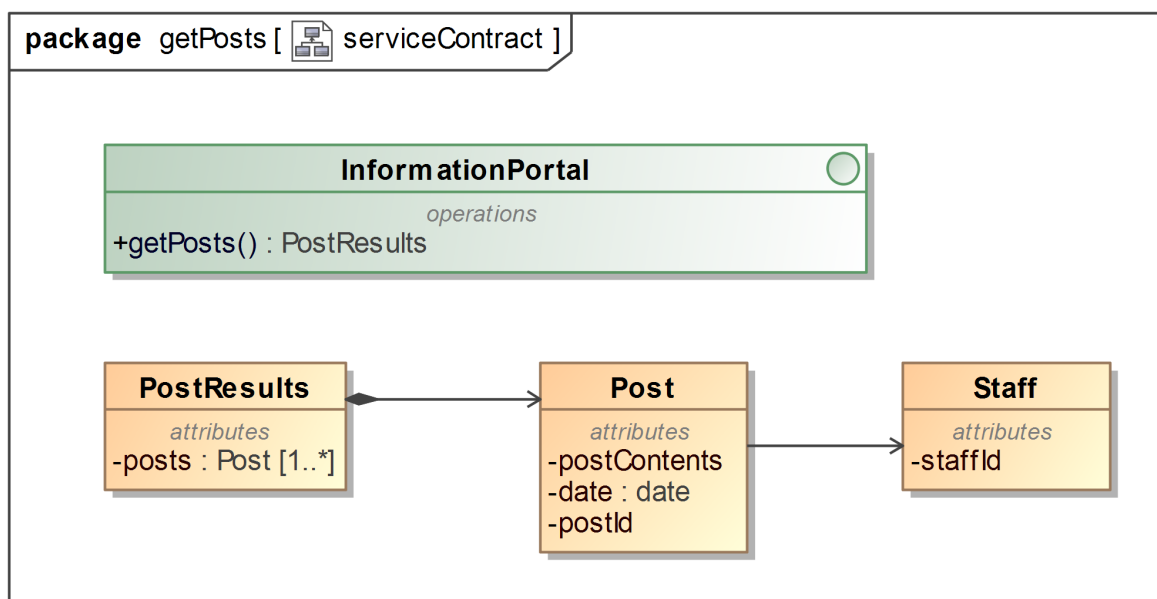 package getPosts [ serviceContract ]
InformationPortal
operations
+getPosts() : PostResults
PostResults
attributes
-posts : Post [1..*]
Post
attributes
-postContents
-date : date
-postId
Staff
attributes
-staffId